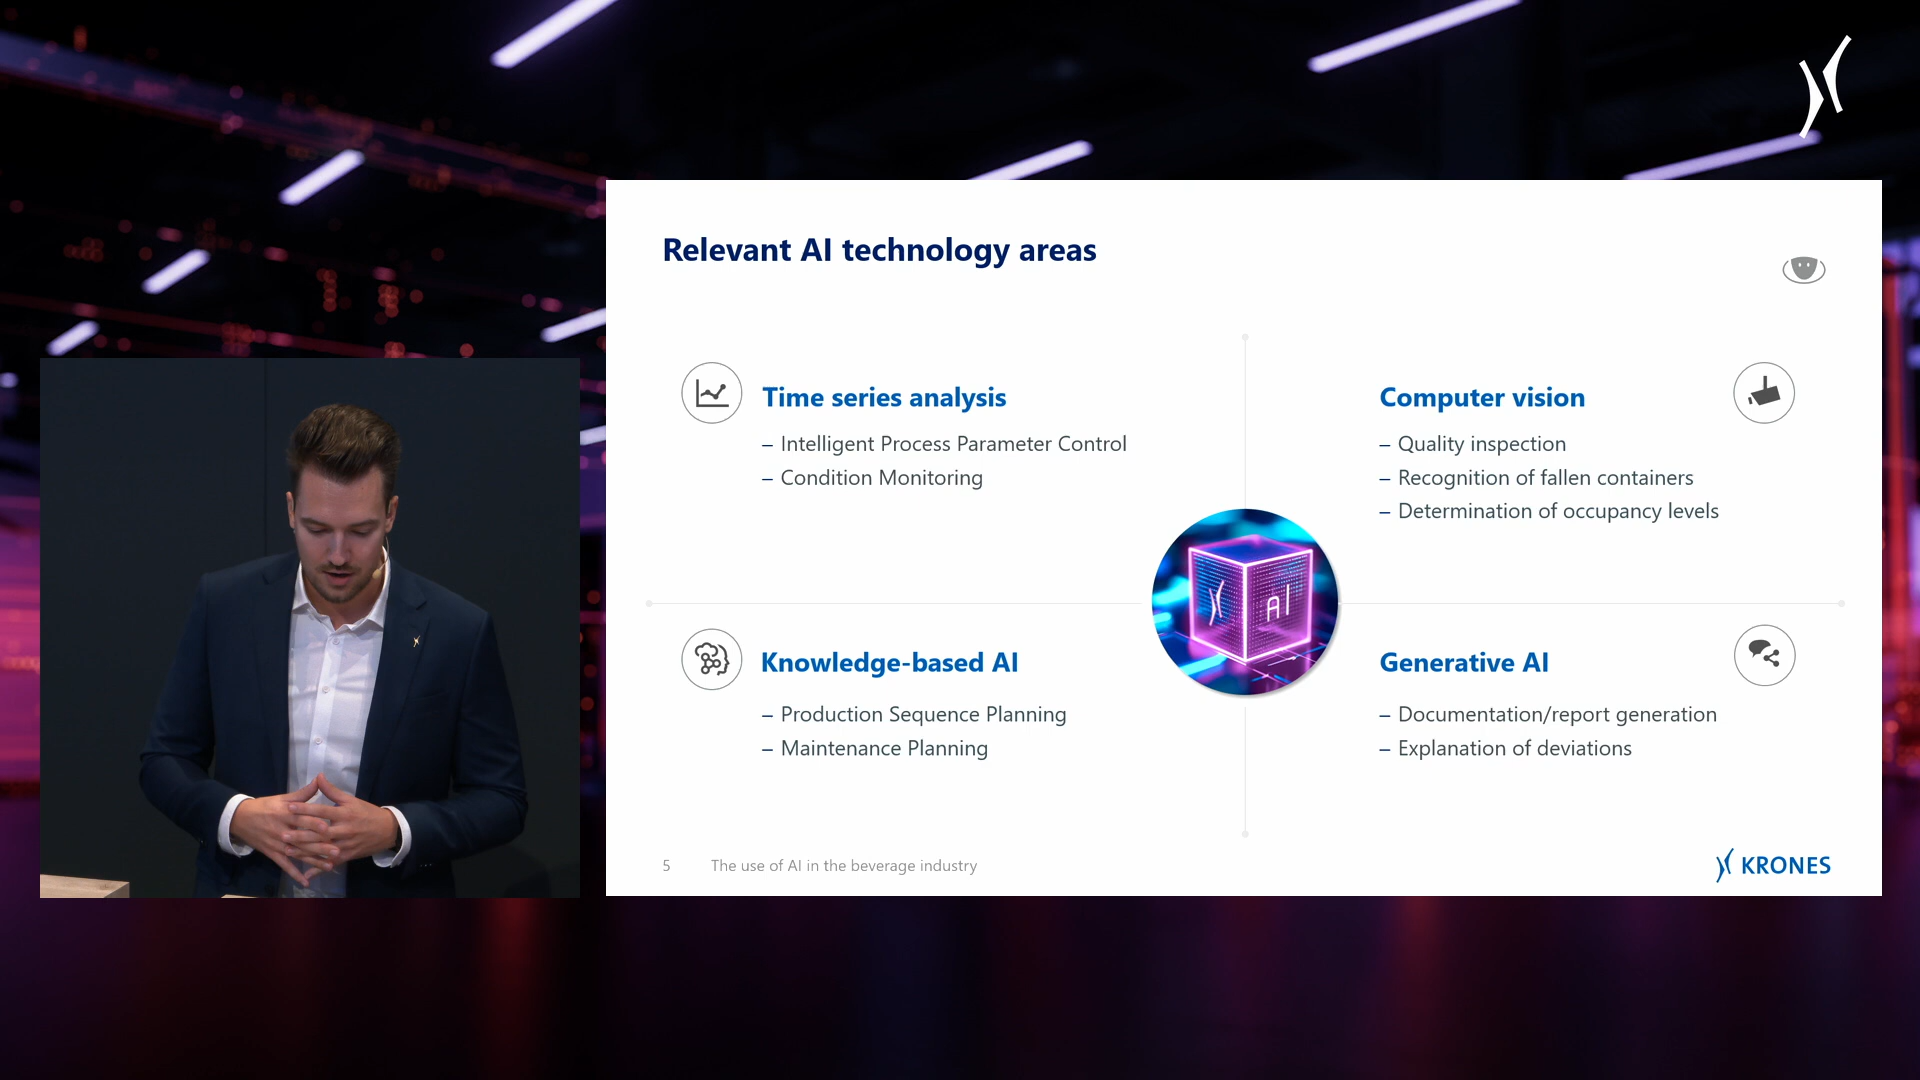 Relevant AI technology areas
Time series analysis
– Intelligent Process Parameter Control
– Condition Monitoring
Computer vision
– Quality inspection
– Recognition of fallen containers
– Determination of occupancy levels
AI
Knowledge-based AI
– Production Sequence Planning
– Maintenance Planning
Generative AI
– Documentation/report generation
– Explanation of deviations
5 The use of AI in the beverage industry
KRONES